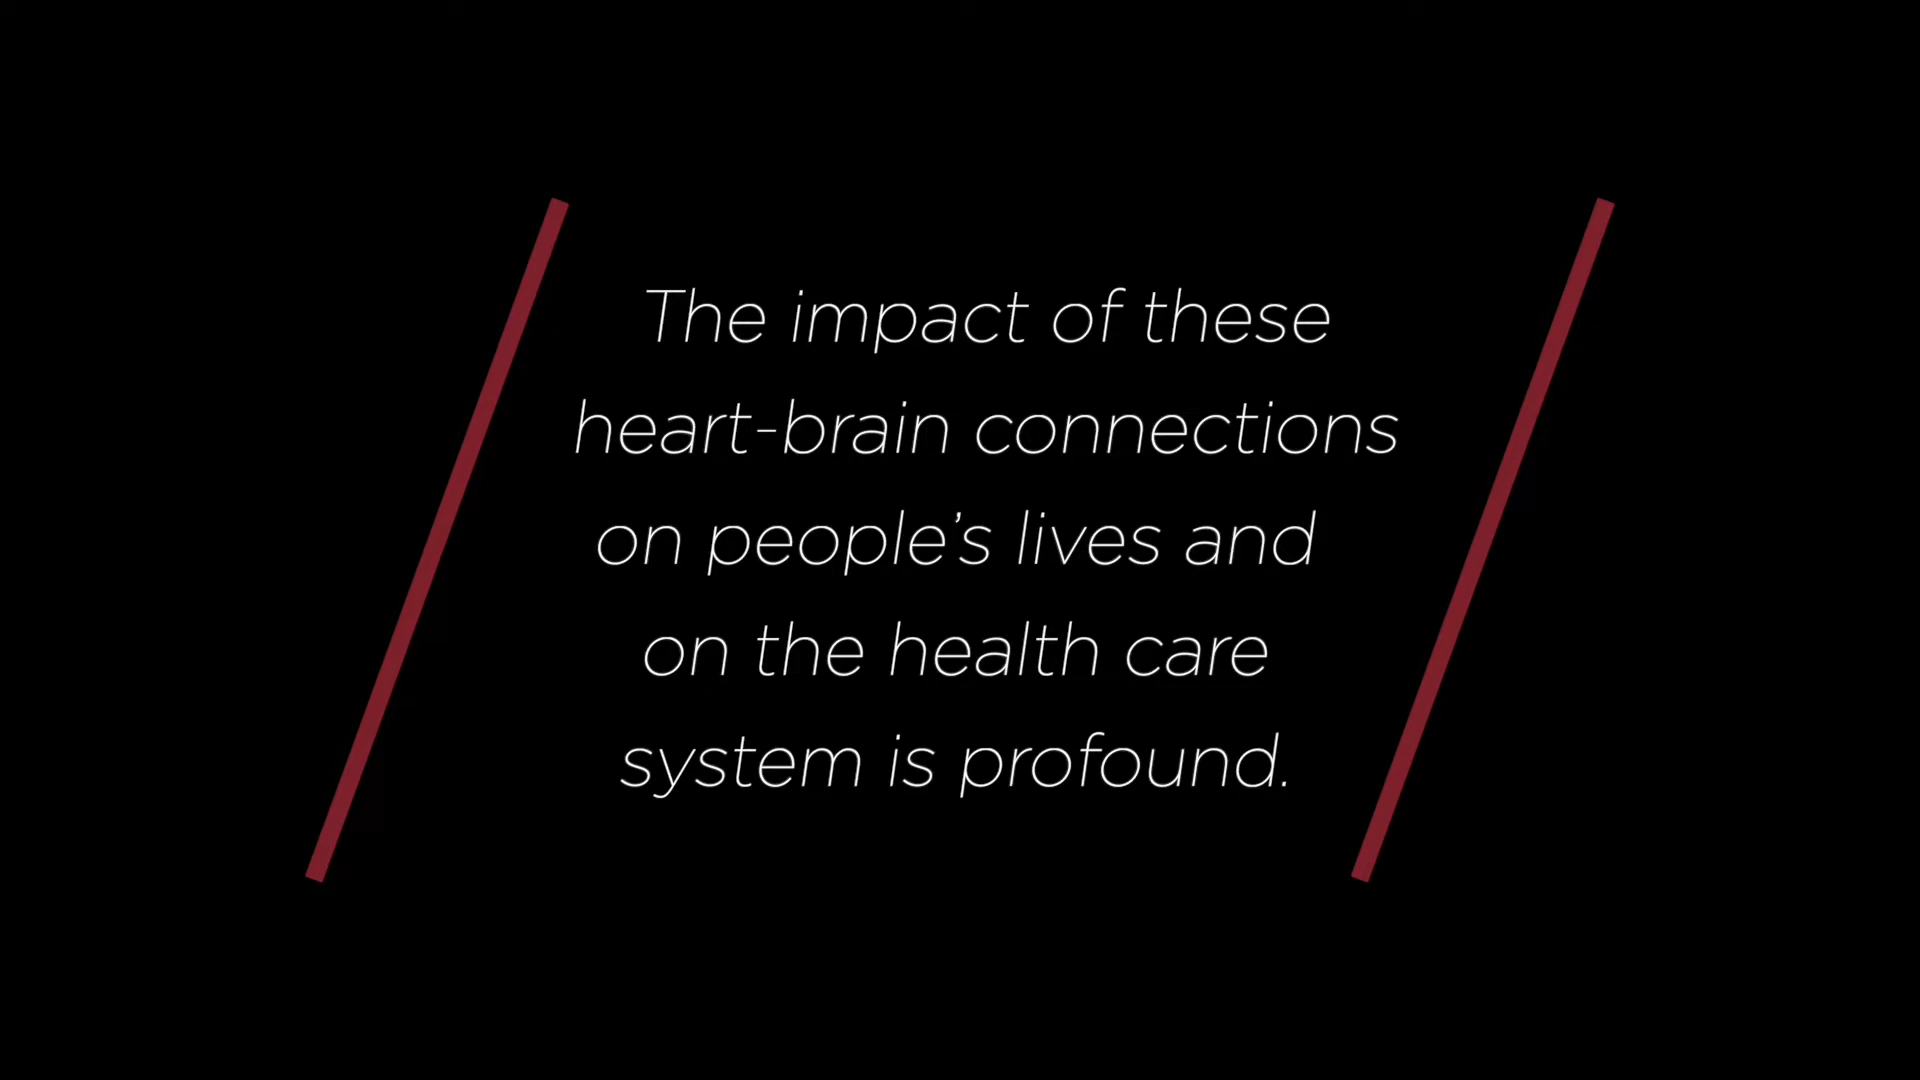 The impact of these
heart-brain connections
on people’s lives and
on the health care
system is profound.